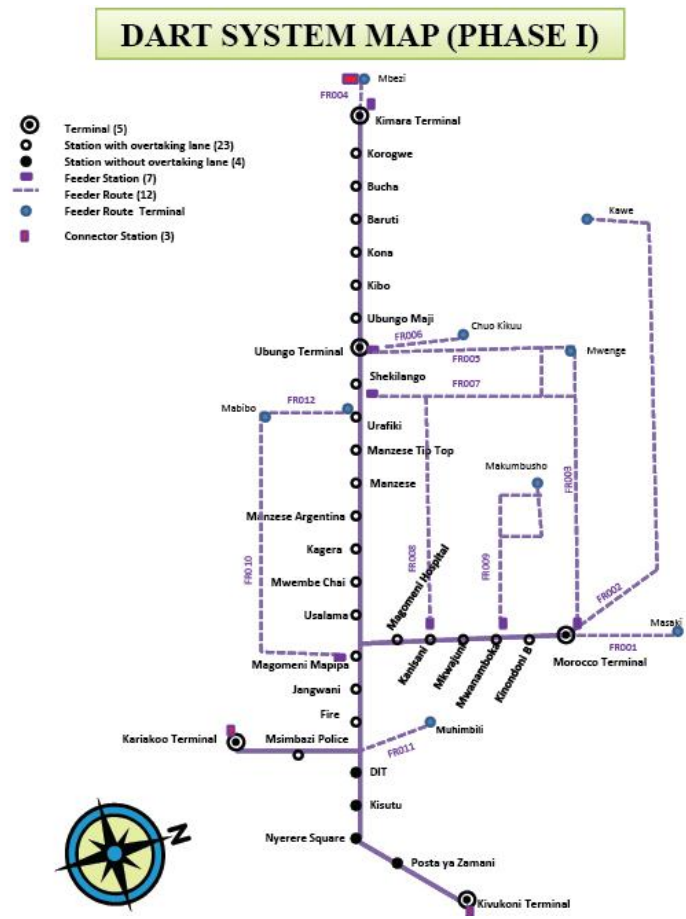 DART SYSTEM MAP (PHASE I)
Terminal (5)
Station with overtaking lane (23)
Station without overtaking lane (4)
Feeder Station (7)
Feeder Route (12)
Feeder Route Terminal
Connector Station (3)
Mbezi
FR004
Kimara Terminal
Korogwe
Bucha
Baruti
Kawe
Kona
Kibo
Ubungo Maji
Chuo Kikuu
FR006
Ubungo Terminal
FR005
Mwenge
Shekilango
FR007
Mabibo
FR012
Urafiki
Manzese Tip Top
Makumbusho
FR003
Manzese
Manzese Argentina
Kagera
FR010
FR008
FR009
Mwembe Chai
Magomeni Hospital
FR002
Usalama
Masaki
FR001
Kanisani
Mkwajuni
Mwanamboka
Kinondoni B
Morocco Terminal
Magomeni Mapipa
Jangwani
Fire
Muhimbili
Kariakoo Terminal
Msimbazi Police
FR011
DIT
Kisutu
Nyerere Square
Posta ya Zamani
Kivukoni Terminal
N